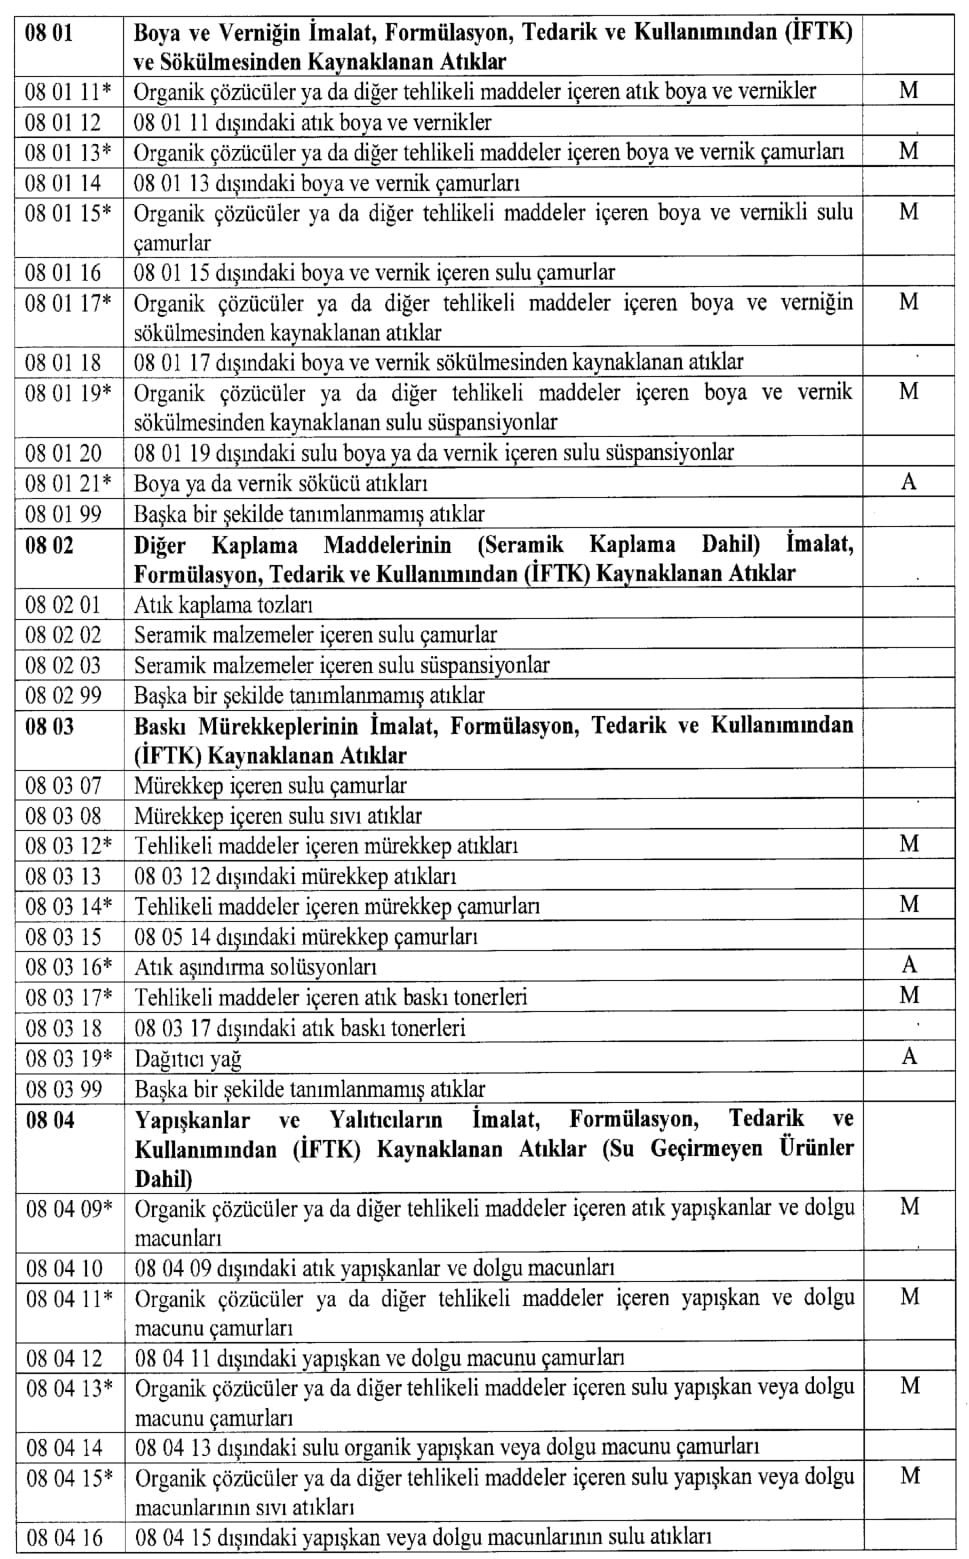 08 01 Boya ve Verniğin İmalat, Formülasyon, Tedarik ve Kullanımından (İFTK)
ve Sökülmesinden Kaynaklanan Atıklar
08 01 11* Organik çözücüler ya da diğer tehlikeli maddeler içeren atık boya ve vernikler M
08 01 12 08 01 11 dışındaki atık boya ve vernikler
08 01 13* Organik çözücüler ya da diğer tehlikeli maddeler içeren boya ve vernik çamurları M
08 01 14 08 01 13 dışındaki boya ve vernik çamurları
08 01 15* Organik çözücüler ya da diğer tehlikeli maddeler içeren boya ve vernikli sulu M
çamurlar
08 01 16 08 01 15 dışındaki boya ve vernik içeren sulu çamurlar
08 01 17* Organik çözücüler ya da diğer tehlikeli maddeler içeren boya ve verniğin M
sökülmesinden kaynaklanan atıklar
08 01 18 08 01 17 dışındaki boya ve vernik sökülmesinden kaynaklanan atıklar
08 01 19* Organik çözücüler ya da diğer tehlikeli maddeler içeren boya ve vernik M
sökülmesinden kaynaklanan sulu süspansiyonlar
08 01 20 08 01 19 dışındaki sulu boya ya da vernik içeren sulu süspansiyonlar
08 01 21* Boya ya da vernik sökücü atıkları A
08 01 99 Başka bir şekilde tanımlanmamış atıklar
08 02 Diğer Kaplama Maddelerinin (Seramik Kaplama Dahil) İmalat,
Formülasyon, Tedarik ve Kullanımından (İFTK) Kaynaklanan Atıklar
08 02 01 Atık kaplama tozları
08 02 02 Seramik malzemeler içeren sulu çamurlar
08 02 03 Seramik malzemeler içeren sulu süspansiyonlar
08 02 99 Başka bir şekilde tanımlanmamış atıklar
08 03 Baskı Mürekkeplerinin İmalat, Formülasyon, Tedarik ve Kullanımından
(İFTK) Kaynaklanan Atıklar
08 03 07 Mürekkep içeren sulu çamurlar
08 03 08 Mürekkep içeren sulu sıvı atıklar
08 03 12* Tehlikeli maddeler içeren mürekkep atıkları M
08 03 13 08 03 12 dışındaki mürekkep atıkları
08 03 14* Tehlikeli maddeler içeren mürekkep çamurları M
08 03 15 08 05 14 dışındaki mürekkep çamurları
08 03 16* Atık aşındırma solüsyonları A
08 03 17* Tehlikeli maddeler içeren atık baskı tonerleri M
08 03 18 08 03 17 dışındaki atık baskı tonerleri
08 03 19* Dağıtıcı yağ A
08 03 99 Başka bir şekilde tanımlanmamış atıklar
08 04 Yapışkanlar ve Yalıtıcıların İmalat, Formülasyon, Tedarik ve
Kullanımından (İFTK) Kaynaklanan Atıklar (Su Geçirmeyen Ürünler
Dahil)
08 04 09* Organik çözücüler ya da diğer tehlikeli maddeler içeren atık yapışkanlar ve dolgu M
macunları
08 04 10 08 04 09 dışındaki atık yapışkanlar ve dolgu macunları
08 04 11* Organik çözücüler ya da diğer tehlikeli maddeler içeren yapışkan ve dolgu M
macunu çamurları
08 04 12 08 04 11 dışındaki yapışkan ve dolgu macunu çamurları
08 04 13* Organik çözücüler ya da diğer tehlikeli maddeler içeren sulu yapışkan veya dolgu M
macunu çamurları
08 04 14 08 04 13 dışındaki sulu organik yapışkan veya dolgu macunu çamurları
08 04 15* Organik çözücüler ya da diğer tehlikeli maddeler içeren sulu yapışkan veya dolgu M
macunlarının sıvı atıkları
08 04 16 08 04 15 dışındaki yapışkan veya dolgu macunlarının sulu atıkları